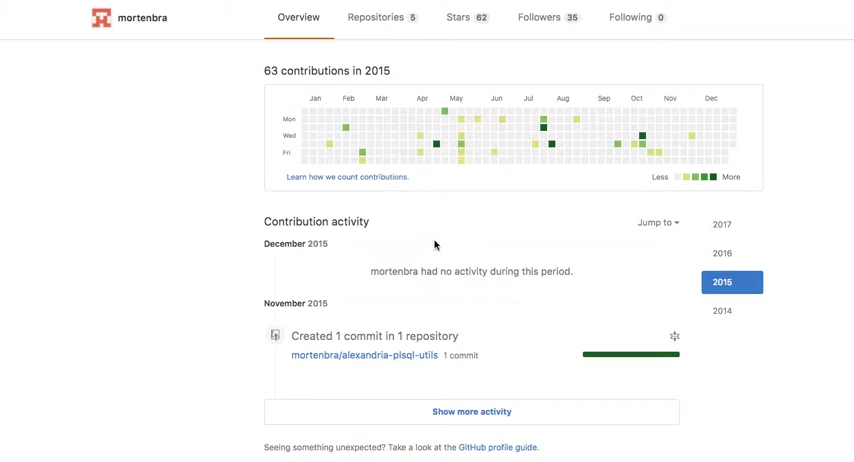 mortenbra
Overview Repositories 5 Stars 62 Followers 35 Following 0
63 contributions in 2015
Jan Feb Mar Apr May Jun Jul Aug Sep Oct Nov Dec
Mon
Wed
Fri
Learn how we count contributions. Less More
Contribution activity Jump to
2017
December 2015
2016
mortenbra had no activity during this period.
2015
November 2015
2014
Created 1 commit in 1 repository
mortenbra/alexandria-plsql-utils 1 commit
Show more activity
Seeing something unexpected? Take a look at the GitHub profile guide.